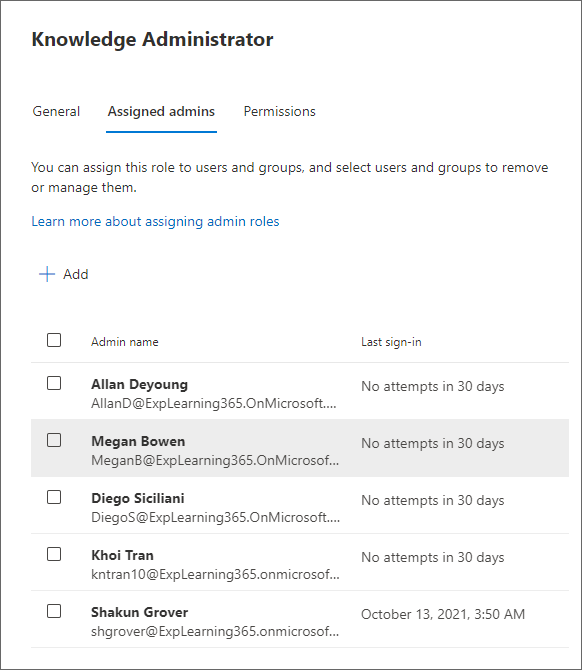 Knowledge Administrator
General Assigned admins Permissions
You can assign this role to users and groups, and select users and groups to remove
or manage them.
Learn more about assigning admin roles
Add
Admin name Last sign-in
Allan Deyoung
AllanD@ExpLearning365.OnMicrosoft.... No attempts in 30 days
Megan Bowen
MeganB@ExpLearning365.OnMicrosof... No attempts in 30 days
Diego Siciliani
DiegoS@ExpLearning365.OnMicrosoft.... No attempts in 30 days
Khoi Tran
kntran10@ExpLearning365.onmicrosof... No attempts in 30 days
Shakun Grover
shgrover@ExpLearning365.onmicrosof... October 13, 2021, 3:50 AM